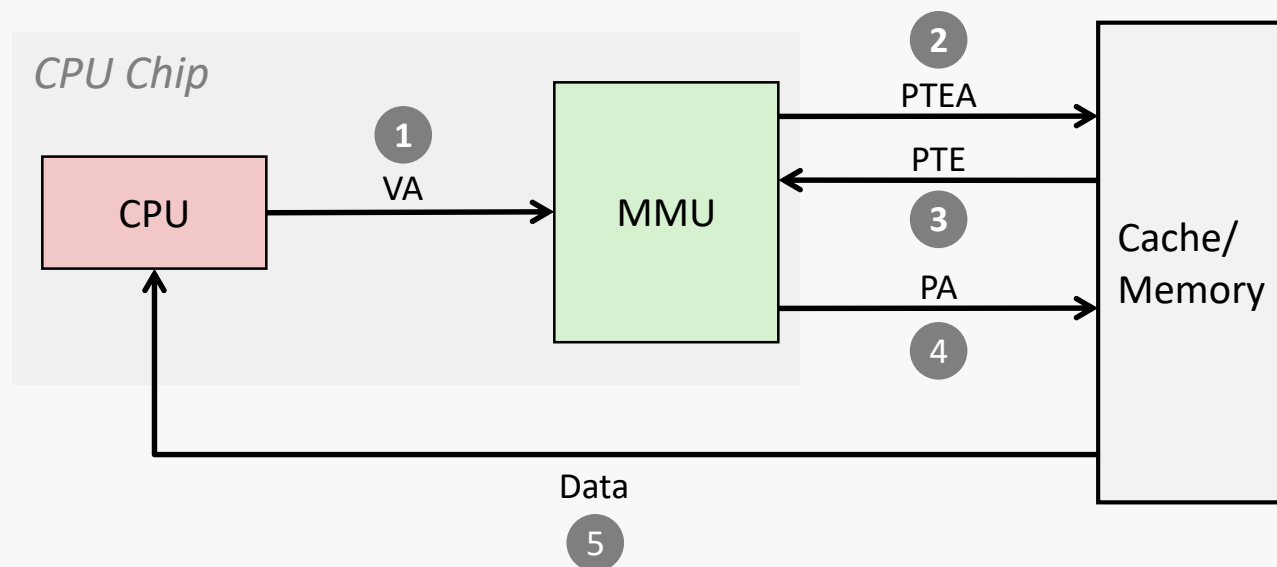 2
CPU Chip
PTEA
1
PTE
VA
CPU
MMU
3
Cache/
Memory
PA
4
Data
5